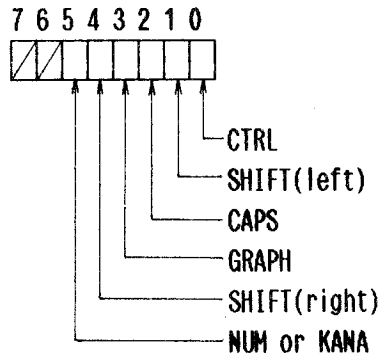 7 6 5 4 3 2 1 0
CTRL
SHIFT(left)
CAPS
GRAPH
SHIFT(right)
NUM or KANA